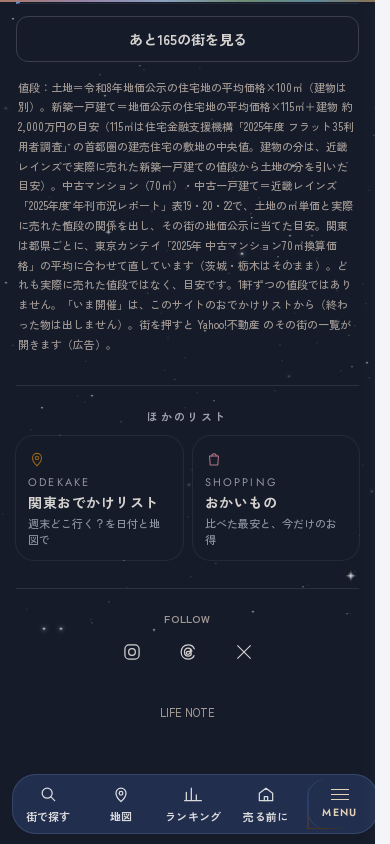 あと165の街を見る
値段：土地＝令和8年地価公示の住宅地の平均価格×100㎡（建物は
別）。新築一戸建て＝地価公示の住宅地の平均価格×115㎡＋建物 約
2,000万円の目安（115㎡は住宅金融支援機構「2025年度 フラット35利
用者調査」の首都圏の建売住宅の敷地の中央値。建物の分は、近畿
レインズで実際に売れた新築一戸建ての値段から土地の分を引いだ
目安）。中古マンション（70㎡）・中古一戸建て＝近畿レインズ
「2025年度 年刊市況レポート」表19・20・22で、土地の㎡単価と実際
に売れた値段の関係を出し、その街の地価公示に当てた目安。関東
は都県ごとに、東京カンテイ「2025年 中古マンション70㎡換算価
格」の平均に合わせて直しています（茨城・栃木はそのまま）。ど
れも実際に売れた値段ではなく、目安です。1軒ずつの値段ではあり
ません。「いま開催」は、このサイトのおでかけリストから（終わ
った物は出しません）。街を押すと Yahoo!不動産 のその街の一覧が
開きます（広告）。
ほかのリスト
ODEKAKE
関東おでかけリスト
週末どこ行く？を日付と地
図で
SHOPPING
おかいもの
比べた最安と、今だけのお
得
FOLLOW
LIFE NOTE
街で探す
地図
ランキング
売る前に
MENU